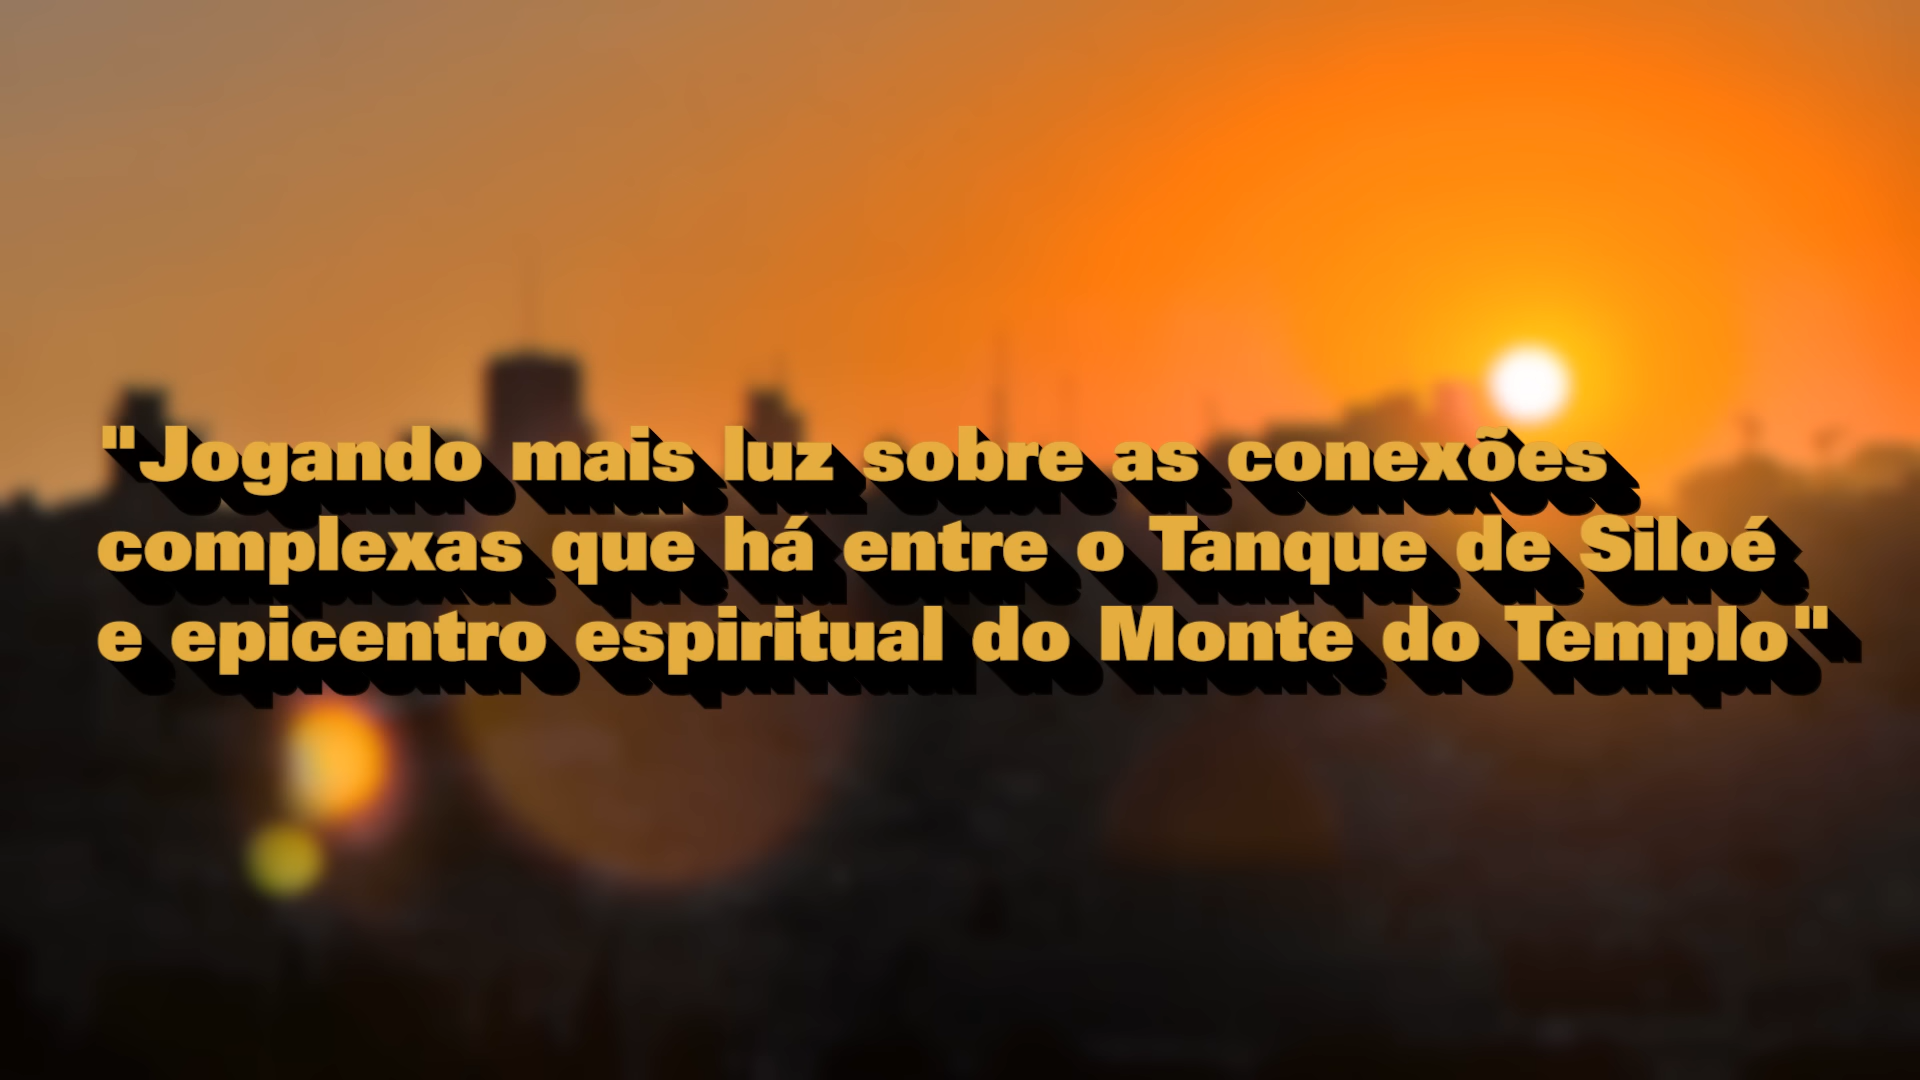 "Jogando mais luz sobre as conexões
complexas que há entre o Tanque de Siloé
e epicentro espiritual do Monte do Templo"